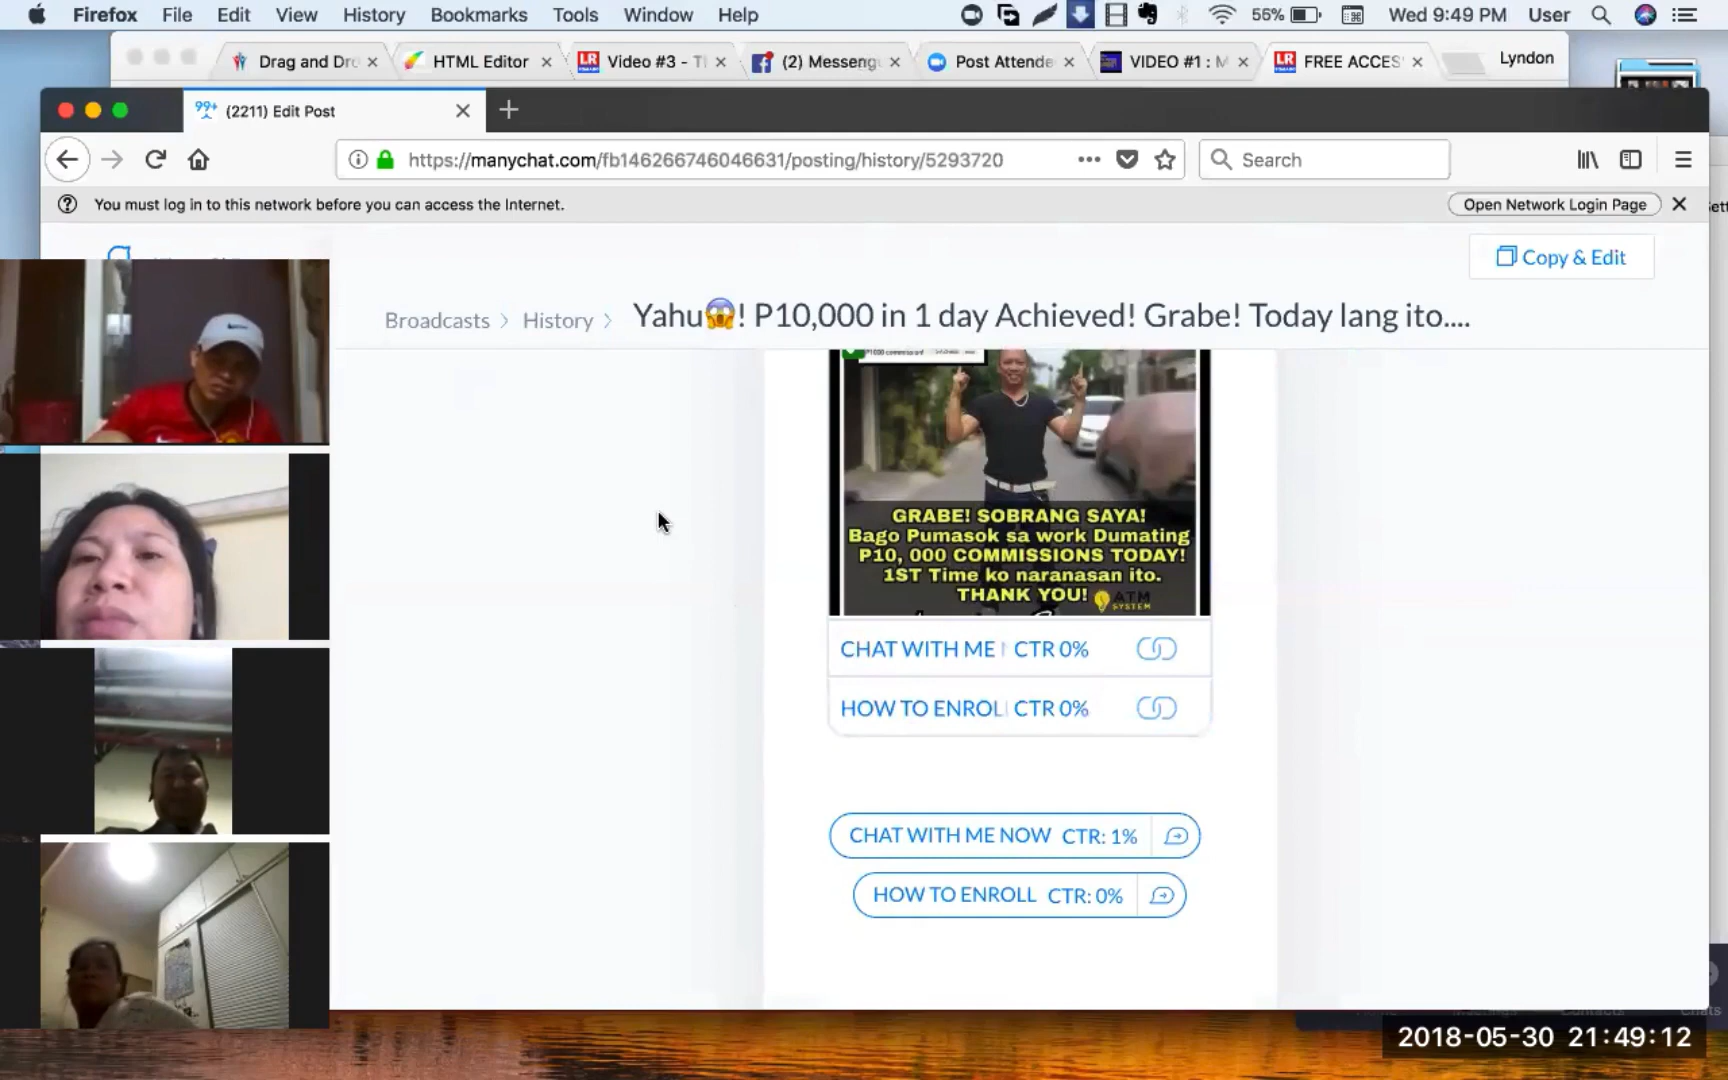 Firefox File Edit View History Bookmarks Tools Window Help 56% Wed 9:49 PM User
Drag and Dro HTML Editor LR Video #3 - T (2) Messeng Post Attende VIDEO #1 : M LR FREE ACCES Lyndon
99+ (2211) Edit Post
https://manychat.com/fb146266746046631/posting/history/5293720 Search
You must log in to this network before you can access the Internet. Open Network Login Page
Copy & Edit
Broadcasts > History > Yahu😱! P10,000 in 1 day Achieved! Grabe! Today lang ito....
GRABE! SOBRANG SAYA!
Bago Pumasok sa work Dumating
P10, 000 COMMISSIONS TODAY!
1ST Time ko naranasan ito.
THANK YOU! ATM
SYSTEM
CHAT WITH ME CTR 0%
HOW TO ENROL CTR 0%
CHAT WITH ME NOW CTR: 1%
HOW TO ENROLL CTR: 0%
2018-05-30 21:49:12